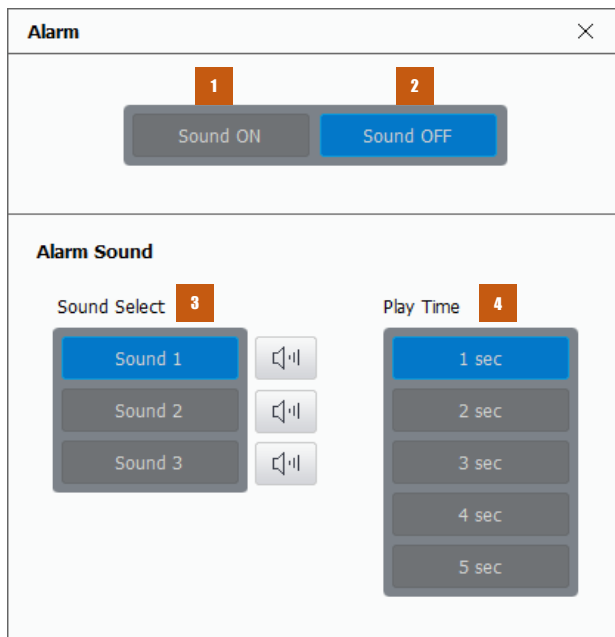 Alarm
1 2
Sound ON Sound OFF
Alarm Sound
Sound Select 3 Play Time 4
Sound 1 1 sec
Sound 2 2 sec
Sound 3 3 sec
4 sec
5 sec